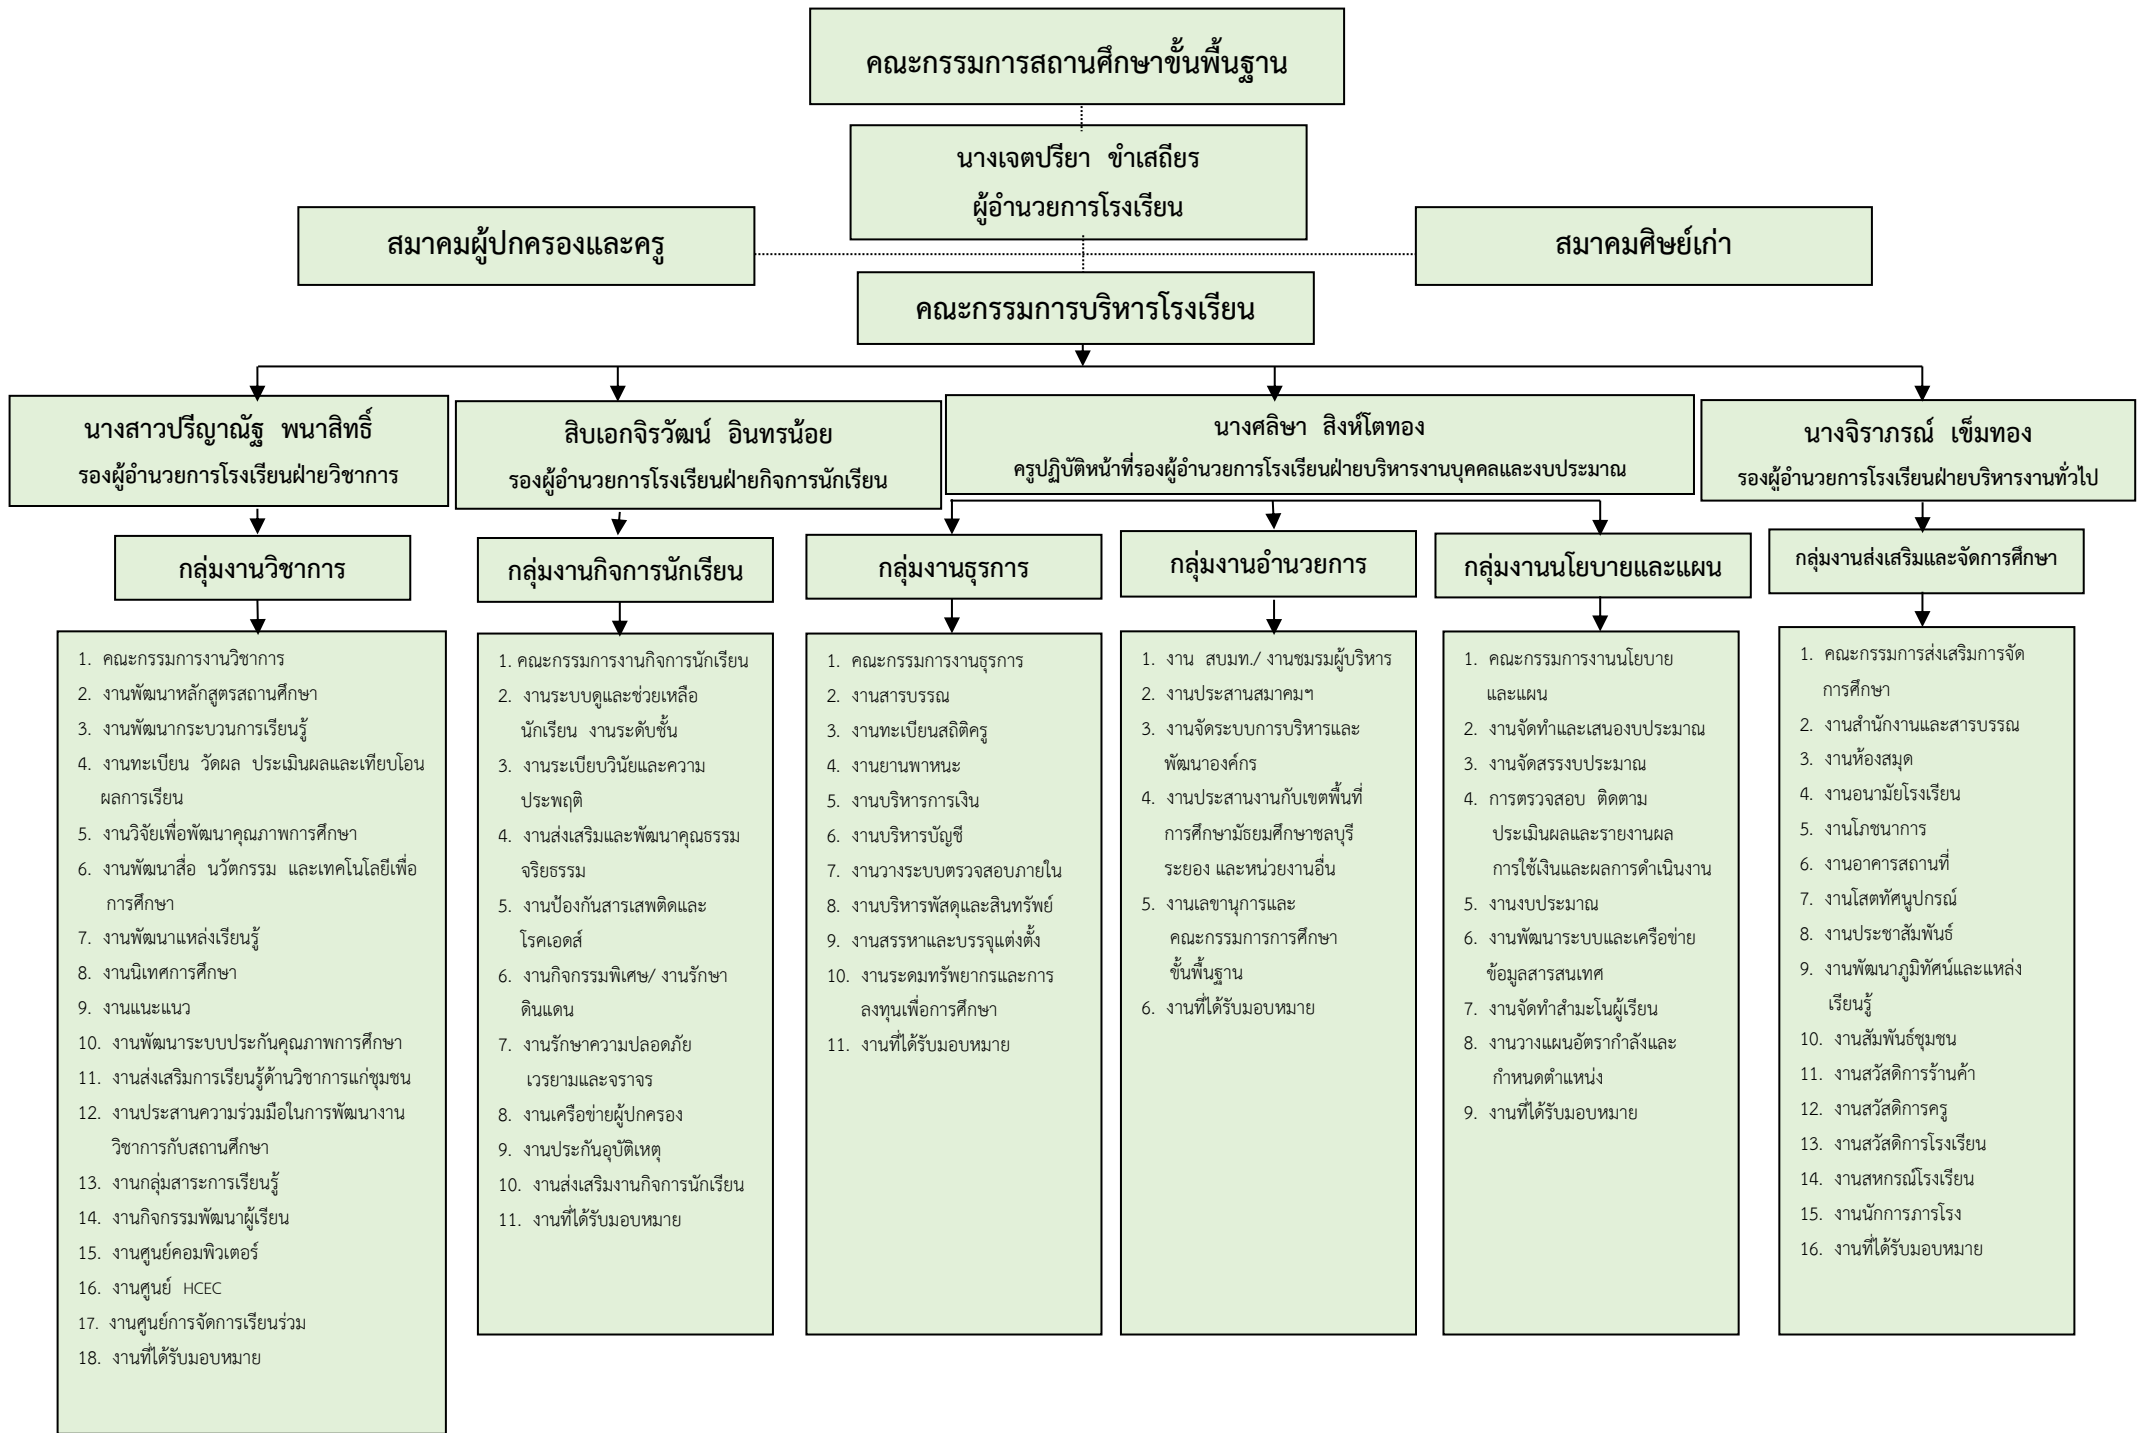 คณะกรรมการสถานศึกษาขั้นพื้นฐาน
นางเจตปรียา ขำเสถียร
ผู้อำนวยการโรงเรียน
สมาคมผู้ปกครองและครู
สมาคมศิษย์เก่า
คณะกรรมการบริหารโรงเรียน
นางสาวปรีญาณัฐ พนาสิทธิ์
รองผู้อำนวยการโรงเรียนฝ่ายวิชาการ
สิบเอกจิรวัฒน์ อินทรน้อย
รองผู้อำนวยการโรงเรียนฝ่ายกิจการนักเรียน
นางศลิษา สิงห์โตทอง
ครูปฏิบัติหน้าที่รองผู้อำนวยการโรงเรียนฝ่ายบริหารงานบุคคลและงบประมาณ
นางจิราภรณ์ เข็มทอง
รองผู้อำนวยการโรงเรียนฝ่ายบริหารงานทั่วไป
กลุ่มงานวิชาการ
กลุ่มงานกิจการนักเรียน
กลุ่มงานธุรการ
กลุ่มงานอำนวยการ
กลุ่มงานนโยบายและแผน
กลุ่มงานส่งเสริมและจัดการศึกษา
1. คณะกรรมการงานวิชาการ
2. งานพัฒนาหลักสูตรสถานศึกษา
3. งานพัฒนากระบวนการเรียนรู้
4. งานทะเบียน วัดผล ประเมินผลและเทียบโอน
ผลการเรียน
5. งานวิจัยเพื่อพัฒนาคุณภาพการศึกษา
6. งานพัฒนาสื่อ นวัตกรรม และเทคโนโลยีเพื่อ
การศึกษา
7. งานพัฒนาแหล่งเรียนรู้
8. งานนิเทศการศึกษา
9. งานแนะแนว
10. งานพัฒนาระบบประกันคุณภาพการศึกษา
11. งานส่งเสริมการเรียนรู้ด้านวิชาการแก่ชุมชน
12. งานประสานความร่วมมือในการพัฒนางาน
วิชาการกับสถานศึกษา
13. งานกลุ่มสาระการเรียนรู้
14. งานกิจกรรมพัฒนาผู้เรียน
15. งานศูนย์คอมพิวเตอร์
16. งานศูนย์ HCEC
17. งานศูนย์การจัดการเรียนร่วม
18. งานที่ได้รับมอบหมาย
1. คณะกรรมการงานกิจการนักเรียน
2. งานระบบดูและช่วยเหลือ
นักเรียน งานระดับชั้น
3. งานระเบียบวินัยและความ
ประพฤติ
4. งานส่งเสริมและพัฒนาคุณธรรม
จริยธรรม
5. งานป้องกันสารเสพติดและ
โรคเอดส์
6. งานกิจกรรมพิเศษ/ งานรักษา
ดินแดน
7. งานรักษาความปลอดภัย
เวรยามและจราจร
8. งานเครือข่ายผู้ปกครอง
9. งานประกันอุบัติเหตุ
10. งานส่งเสริมงานกิจการนักเรียน
11. งานที่ได้รับมอบหมาย
1. คณะกรรมการงานธุรการ
2. งานสารบรรณ
3. งานทะเบียนสถิติครู
4. งานยานพาหนะ
5. งานบริหารการเงิน
6. งานบริหารบัญชี
7. งานวางระบบตรวจสอบภายใน
8. งานบริหารพัสดุและสินทรัพย์
9. งานสรรหาและบรรจุแต่งตั้ง
10. งานระดมทรัพยากรและการ
ลงทุนเพื่อการศึกษา
11. งานที่ได้รับมอบหมาย
1. งาน สบมท./ งานชมรมผู้บริหาร
2. งานประสานสมาคมฯ
3. งานจัดระบบการบริหารและ
พัฒนาองค์กร
4. งานประสานงานกับเขตพื้นที่
การศึกษามัธยมศึกษาชลบุรี
ระยอง และหน่วยงานอื่น
5. งานเลขานุการและ
คณะกรรมการการศึกษา
ขั้นพื้นฐาน
6. งานที่ได้รับมอบหมาย
1. คณะกรรมการงานนโยบาย
และแผน
2. งานจัดทำและเสนองบประมาณ
3. งานจัดสรรงบประมาณ
4. การตรวจสอบ ติดตาม
ประเมินผลและรายงานผล
การใช้เงินและผลการดำเนินงาน
5. งานงบประมาณ
6. งานพัฒนาระบบและเครือข่าย
ข้อมูลสารสนเทศ
7. งานจัดทำสำมะโนผู้เรียน
8. งานวางแผนอัตรากำลังและ
กำหนดตำแหน่ง
9. งานที่ได้รับมอบหมาย
1. คณะกรรมการส่งเสริมการจัด
การศึกษา
2. งานสำนักงานและสารบรรณ
3. งานห้องสมุด
4. งานอนามัยโรงเรียน
5. งานโภชนาการ
6. งานอาคารสถานที่
7. งานโสตทัศนูปกรณ์
8. งานประชาสัมพันธ์
9. งานพัฒนาภูมิทัศน์และแหล่ง
เรียนรู้
10. งานสัมพันธ์ชุมชน
11. งานสวัสดิการร้านค้า
12. งานสวัสดิการครู
13. งานสวัสดิการโรงเรียน
14. งานสหกรณ์โรงเรียน
15. งานนักการภารโรง
16. งานที่ได้รับมอบหมาย